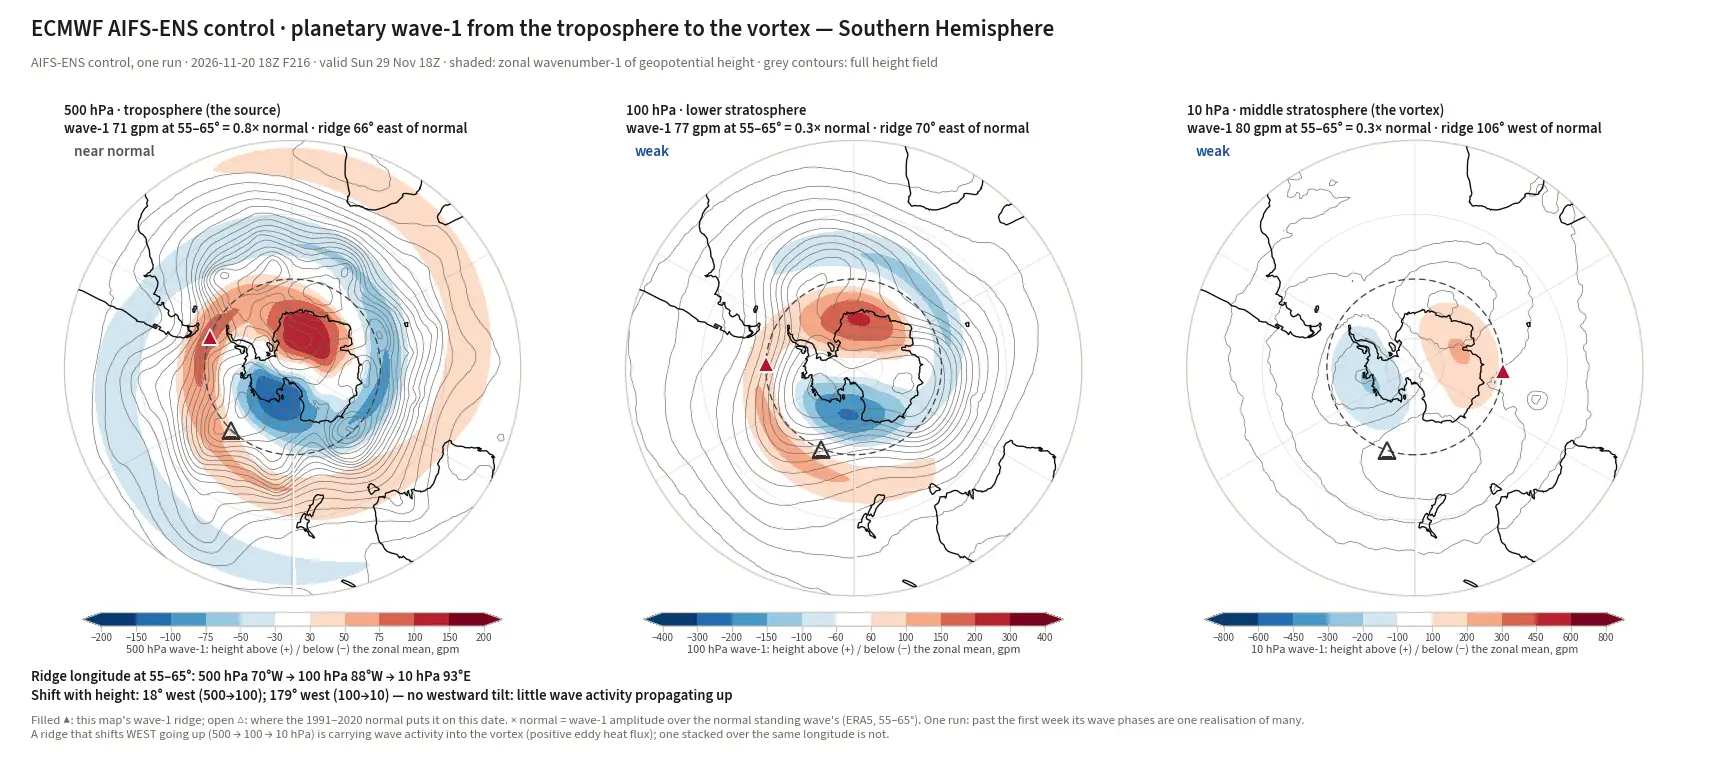 ECMWF AIFS-ENS control · planetary wave-1 from the troposphere to the vortex — Southern Hemisphere
AIFS-ENS control, one run · 2026-11-20 18Z F216 · valid Sun 29 Nov 18Z · shaded: zonal wavenumber-1 of geopotential height · grey contours: full height field
500 hPa · troposphere (the source)
wave-1 71 gpm at 55–65° = 0.8× normal · ridge 66° east of normal
near normal
100 hPa · lower stratosphere
wave-1 77 gpm at 55–65° = 0.3× normal · ridge 70° east of normal
weak
10 hPa · middle stratosphere (the vortex)
wave-1 80 gpm at 55–65° = 0.3× normal · ridge 106° west of normal
weak
−200 −150 −100 −75 −50 −30 30 50 75 100 150 200
500 hPa wave-1: height above (+) / below (−) the zonal mean, gpm
−400 −300 −200 −150 −100 −60 60 100 150 200 300 400
100 hPa wave-1: height above (+) / below (−) the zonal mean, gpm
−800 −600 −450 −300 −200 −100 100 200 300 450 600 800
10 hPa wave-1: height above (+) / below (−) the zonal mean, gpm
Ridge longitude at 55–65°: 500 hPa 70°W → 100 hPa 88°W → 10 hPa 93°E
Shift with height: 18° west (500→100); 179° west (100→10) — no westward tilt: little wave activity propagating up
Filled ▲: this map's wave-1 ridge; open △: where the 1991–2020 normal puts it on this date. × normal = wave-1 amplitude over the normal standing wave's (ERA5, 55–65°). One run: past the first week its wave phases are one realisation of many.
A ridge that shifts WEST going up (500 → 100 → 10 hPa) is carrying wave activity into the vortex (positive eddy heat flux); one stacked over the same longitude is not.